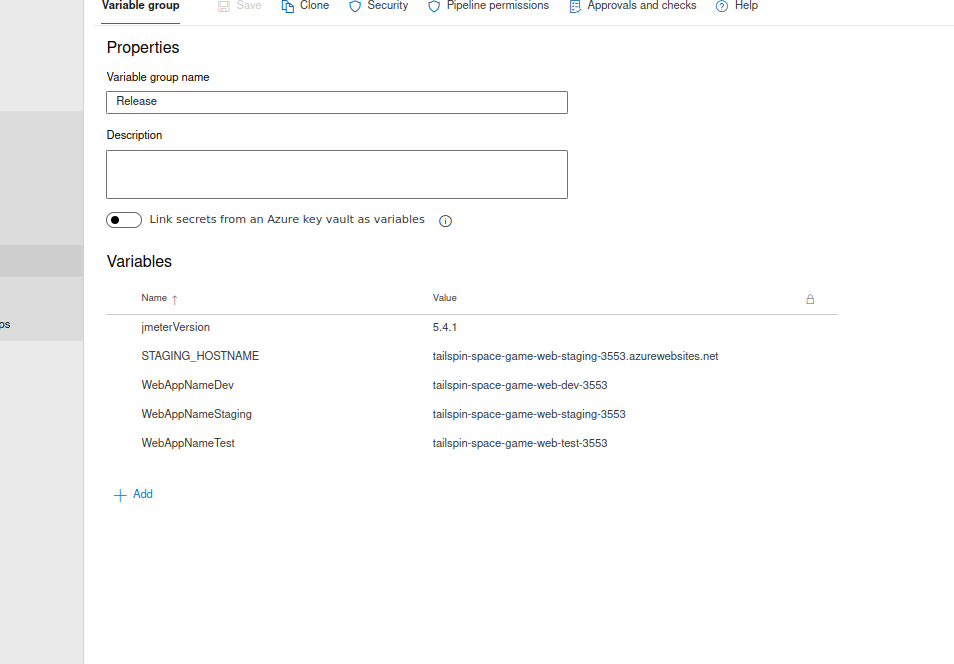 Variable group Save Clone Security Pipeline permissions Approvals and checks Help
Properties
Variable group name
Release
Description
Link secrets from an Azure key vault as variables
Variables
Name ↑ Value
jmeterVersion 5.4.1
STAGING_HOSTNAME tailspin-space-game-web-staging-3553.azurewebsites.net
ps
WebAppNameDev tailspin-space-game-web-dev-3553
WebAppNameStaging tailspin-space-game-web-staging-3553
WebAppNameTest tailspin-space-game-web-test-3553
+ Add